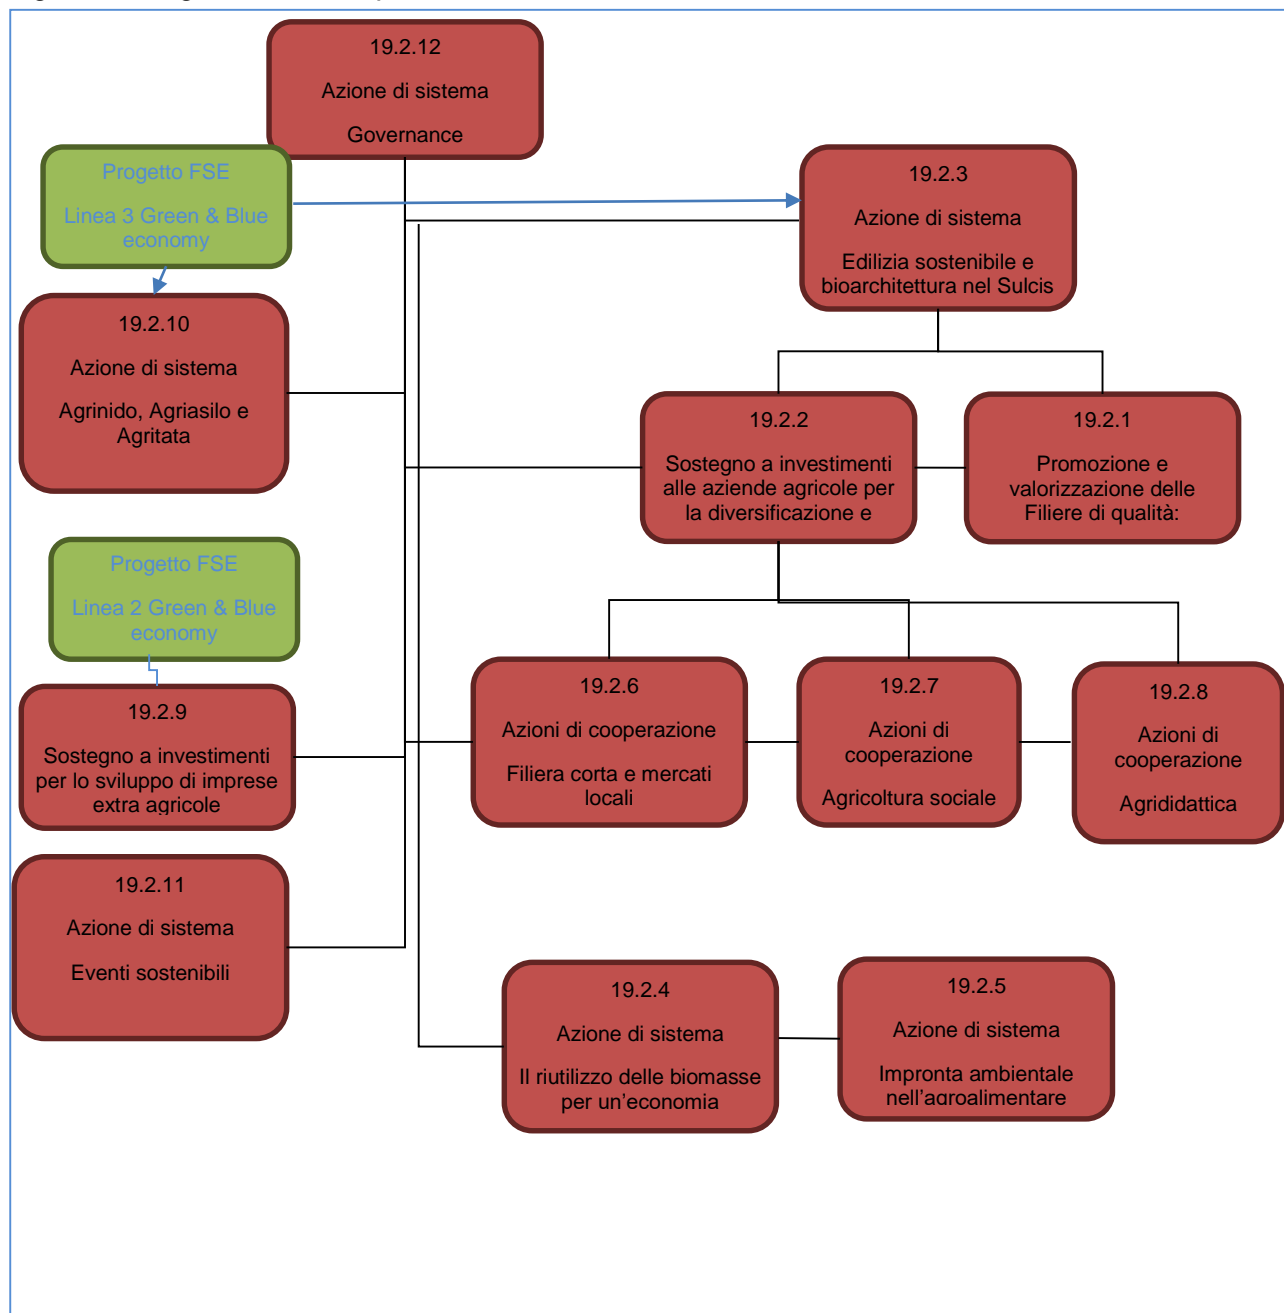 19.2.12
Azione di sistema
Governance
Progetto FSE
Linea 3 Green & Blue
economy
19.2.3
Azione di sistema
Edilizia sostenibile e
bioarchitettura nel Sulcis
19.2.10
Azione di sistema
Agrinido, Agriasilo e
Agritata
19.2.2
Sostegno a investimenti
alle aziende agricole per
la diversificazione e
19.2.1
Promozione e
valorizzazione delle
Filiere di qualità:
Progetto FSE
Linea 2 Green & Blue
economy
19.2.9
Sostegno a investimenti
per lo sviluppo di imprese
extra agricole
19.2.6
Azioni di cooperazione
Filiera corta e mercati
locali
19.2.7
Azioni di
cooperazione
Agricoltura sociale
19.2.8
Azioni di
cooperazione
Agrididattica
19.2.11
Azione di sistema
Eventi sostenibili
19.2.4
Azione di sistema
Il riutilizzo delle biomasse
per un’economia
19.2.5
Azione di sistema
Impronta ambientale
nell’agroalimentare